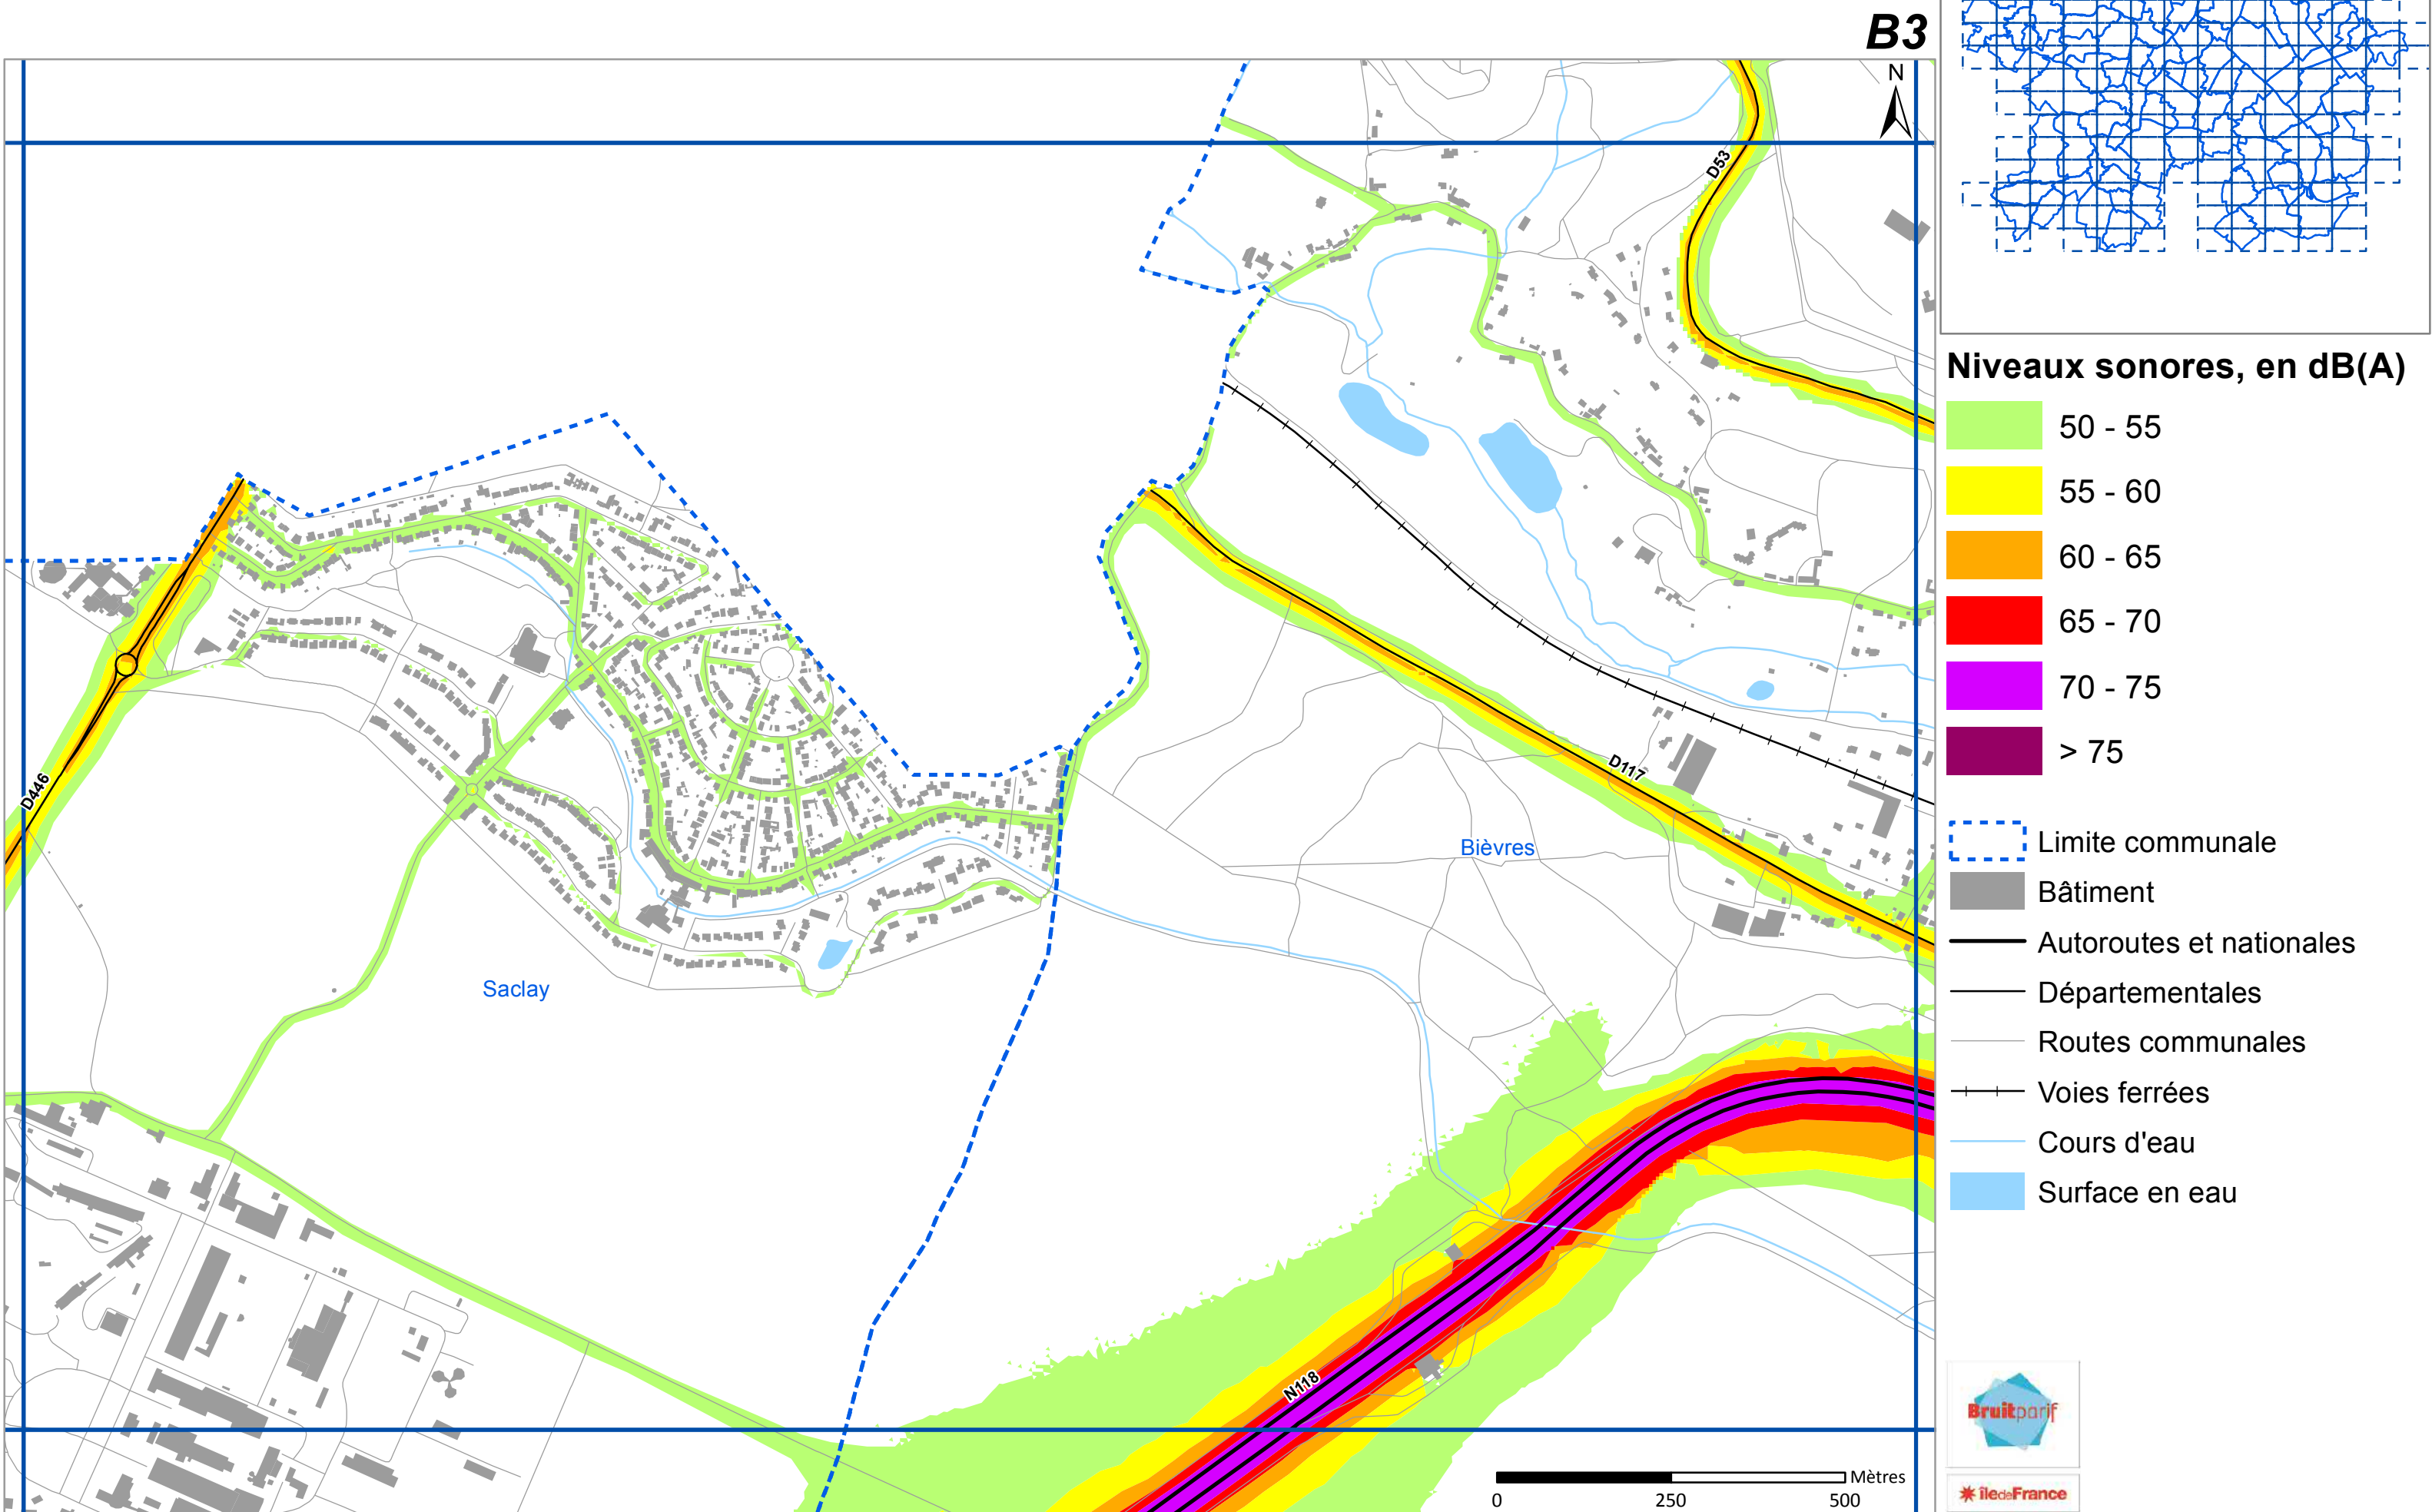 B3
N
D53
D446
D117
Bièvres
Saclay
N118
Mètres
0 250 500
Niveaux sonores, en dB(A)
50 - 55
55 - 60
60 - 65
65 - 70
70 - 75
> 75
Limite communale
Bâtiment
Autoroutes et nationales
Départementales
Routes communales
Voies ferrées
Cours d'eau
Surface en eau
Bruitparif
îledeFrance